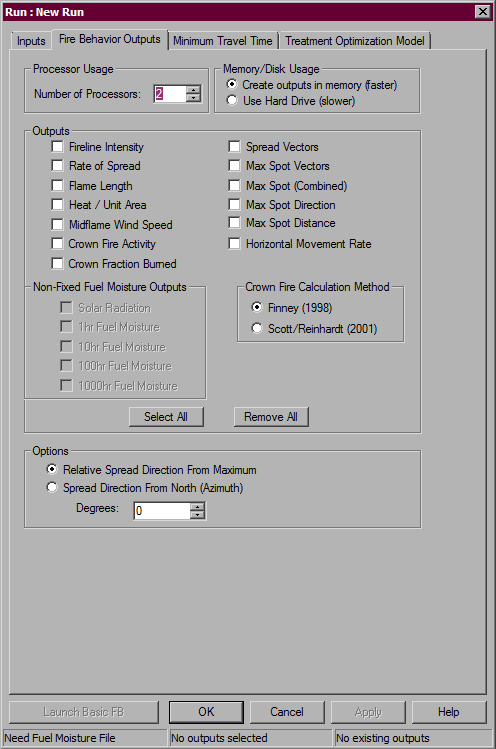 Run : New Run
Inputs
Fire Behavior Outputs
Minimum Travel Time
Treatment Optimization Model
Processor Usage
Number of Processors:
2
Memory/Disk Usage
Create outputs in memory (faster)
Use Hard Drive (slower)
Outputs
Fireline Intensity
Rate of Spread
Flame Length
Heat / Unit Area
Midflame Wind Speed
Crown Fire Activity
Crown Fraction Burned
Spread Vectors
Max Spot Vectors
Max Spot (Combined)
Max Spot Direction
Max Spot Distance
Horizontal Movement Rate
Non-Fixed Fuel Moisture Outputs
Solar Radiation
1hr Fuel Moisture
10hr Fuel Moisture
100hr Fuel Moisture
1000hr Fuel Moisture
Crown Fire Calculation Method
Finney (1998)
Scott/Reinhardt (2001)
Select All
Remove All
Options
Relative Spread Direction From Maximum
Spread Direction From North (Azimuth)
Degrees:
0
Launch Basic FB
OK
Cancel
Apply
Help
Need Fuel Moisture File
No outputs selected
No existing outputs